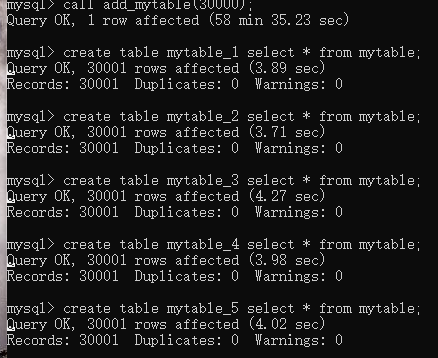 mysql> call add_mytable(30000);
Query OK, 1 row affected (58 min 35.23 sec)
mysql> create table mytable_1 select * from mytable;
Query OK, 30001 rows affected (3.89 sec)
Records: 30001  Duplicates: 0  Warnings: 0
mysql> create table mytable_2 select * from mytable;
Query OK, 30001 rows affected (3.71 sec)
Records: 30001  Duplicates: 0  Warnings: 0
mysql> create table mytable_3 select * from mytable;
Query OK, 30001 rows affected (4.27 sec)
Records: 30001  Duplicates: 0  Warnings: 0
mysql> create table mytable_4 select * from mytable;
Query OK, 30001 rows affected (3.98 sec)
Records: 30001  Duplicates: 0  Warnings: 0
mysql> create table mytable_5 select * from mytable;
Query OK, 30001 rows affected (4.02 sec)
Records: 30001  Duplicates: 0  Warnings: 0